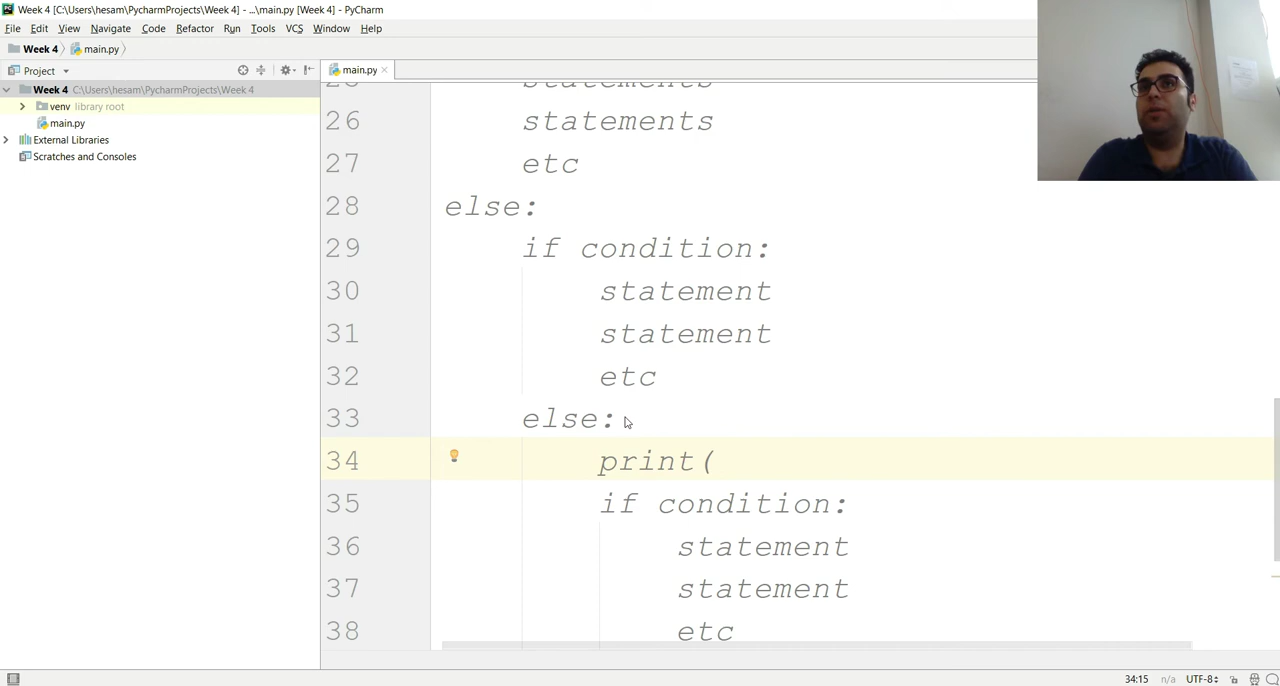 Week 4 [C:\Users\hesam\PycharmProjects\Week 4] - ...\main.py [Week 4] - PyCharm
File Edit View Navigate Code Refactor Run Tools VCS Window Help
Week 4 main.py
Project
main.py
Week 4 C:\Users\hesam\PycharmProjects\Week 4
venv library root
main.py
External Libraries
Scratches and Consoles
25 statements
26 statements
27 etc
28 else:
29 if condition:
30 statement
31 statement
32 etc
33 else:
34 print(
35 if condition:
36 statement
37 statement
38 etc
34:15 n/a UTF-8